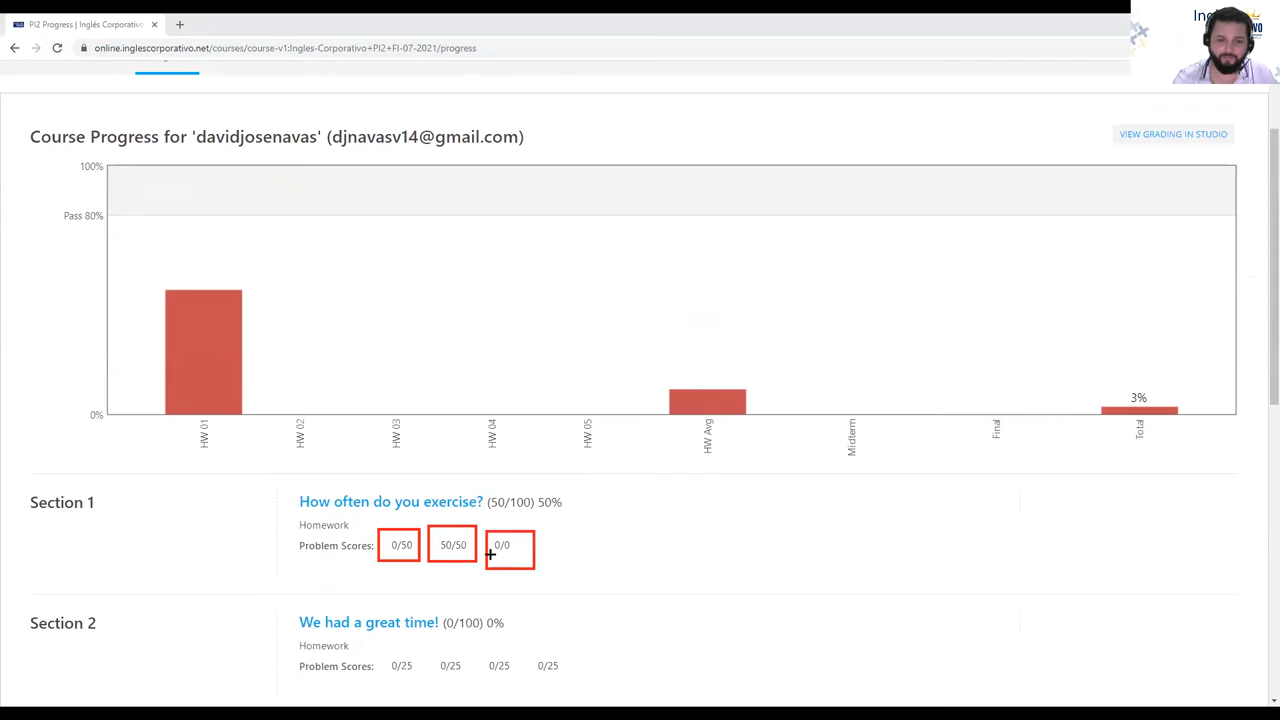 PI2 Progress | Inglés Corporativo
online.inglescorporativo.net/courses/course-v1:Ingles-Corporativo+PI2+FI-07-2021/progress
Course Progress for 'davidjosenavas' (djnavasv14@gmail.com)
VIEW GRADING IN STUDIO
100%
Pass 80%
0%
3%
HW 01
HW 02
HW 03
HW 04
HW 05
HW Avg
Midterm
Final
Total
Section 1
How often do you exercise? (50/100) 50%
Homework
Problem Scores: 0/50 50/50 0/0
Section 2
We had a great time! (0/100) 0%
Homework
Problem Scores: 0/25 0/25 0/25 0/25